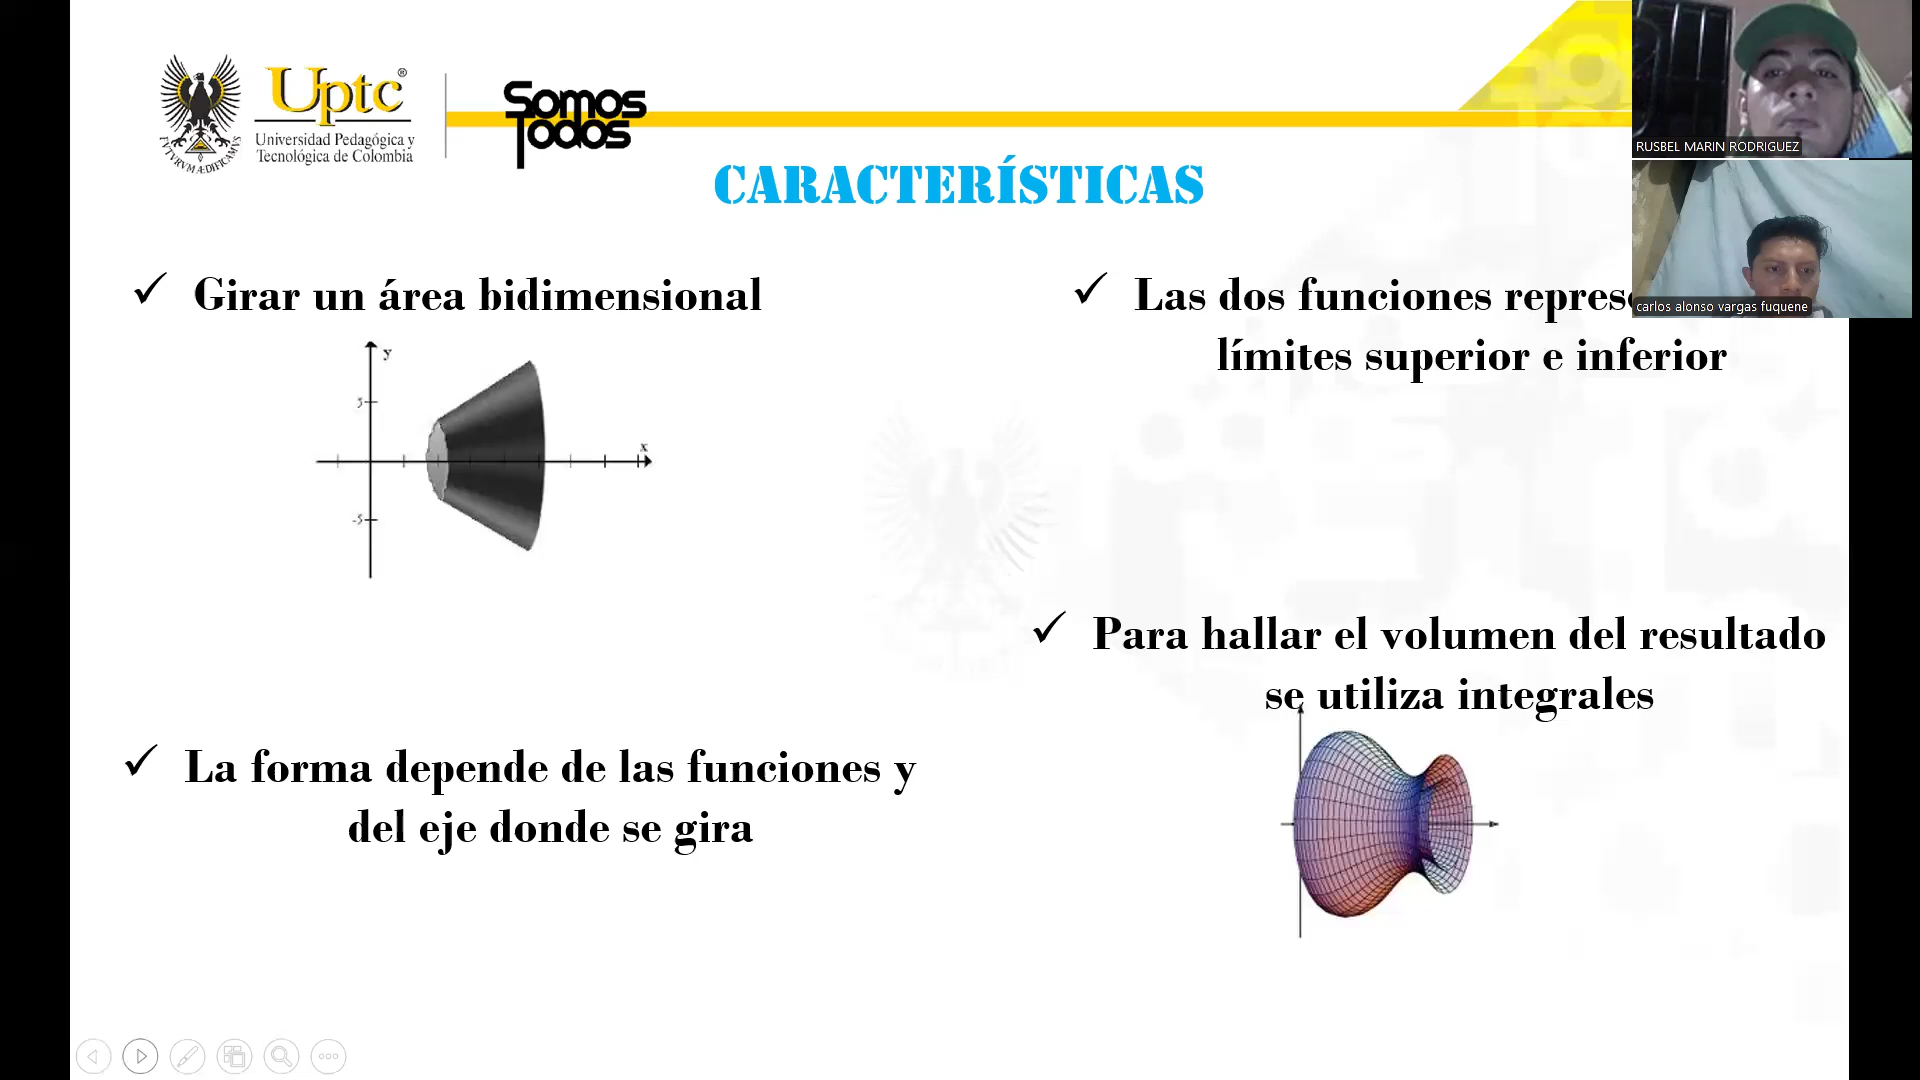 Uptc®
Universidad Pedagógica y
Tecnológica de Colombia
Somos
Todos
CARACTERÍSTICAS
RUSBEL MARIN RODRIGUEZ
carlos alonso vargas fuquene
✓ Girar un área bidimensional
y
5
x
-5
✓ La forma depende de las funciones y
del eje donde se gira
✓ Las dos funciones
límites superior e inferior
✓ Para hallar el volumen del resultado
se utiliza integrales